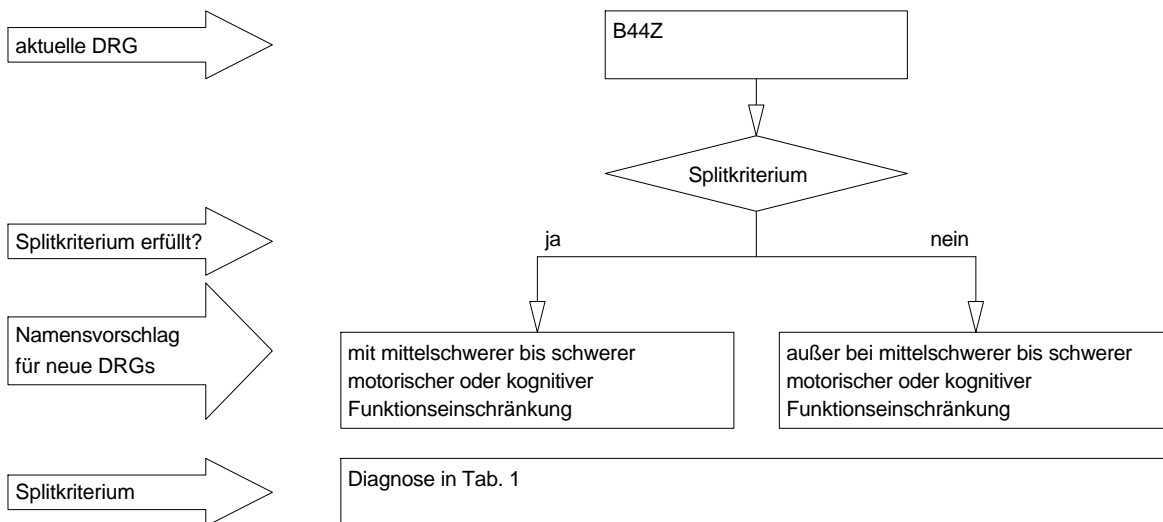 aktuelle DRG
B44Z
Splitkriterium
Splitkriterium erfüllt?
ja
nein
Namensvorschlag
für neue DRGs
mit mittelschwerer bis schwerer
motorischer oder kognitiver
Funktionseinschränkung
außer bei mittelschwerer bis schwerer
motorischer oder kognitiver
Funktionseinschränkung
Splitkriterium
Diagnose in Tab. 1